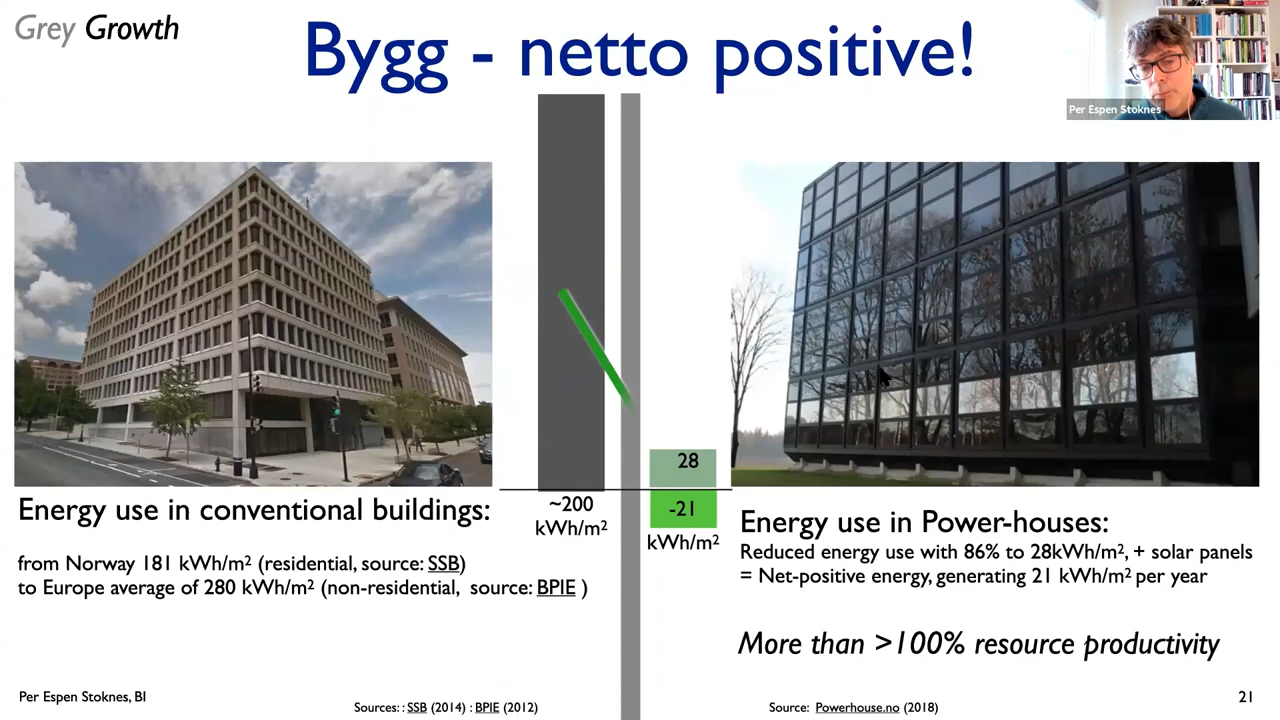 Grey Growth
Bygg - netto positive!
Per Espen Stoknes
28
~200
kWh/m²
-21
kWh/m²
Energy use in conventional buildings:
from Norway 181 kWh/m² (residential, source: SSB)
to Europe average of 280 kWh/m² (non-residential, source: BPIE )
Energy use in Power-houses:
Reduced energy use with 86% to 28kWh/m², + solar panels
= Net-positive energy, generating 21 kWh/m² per year
More than >100% resource productivity
Per Espen Stoknes, BI
Sources: : SSB (2014) : BPIE (2012)
Source: Powerhouse.no (2018)
21